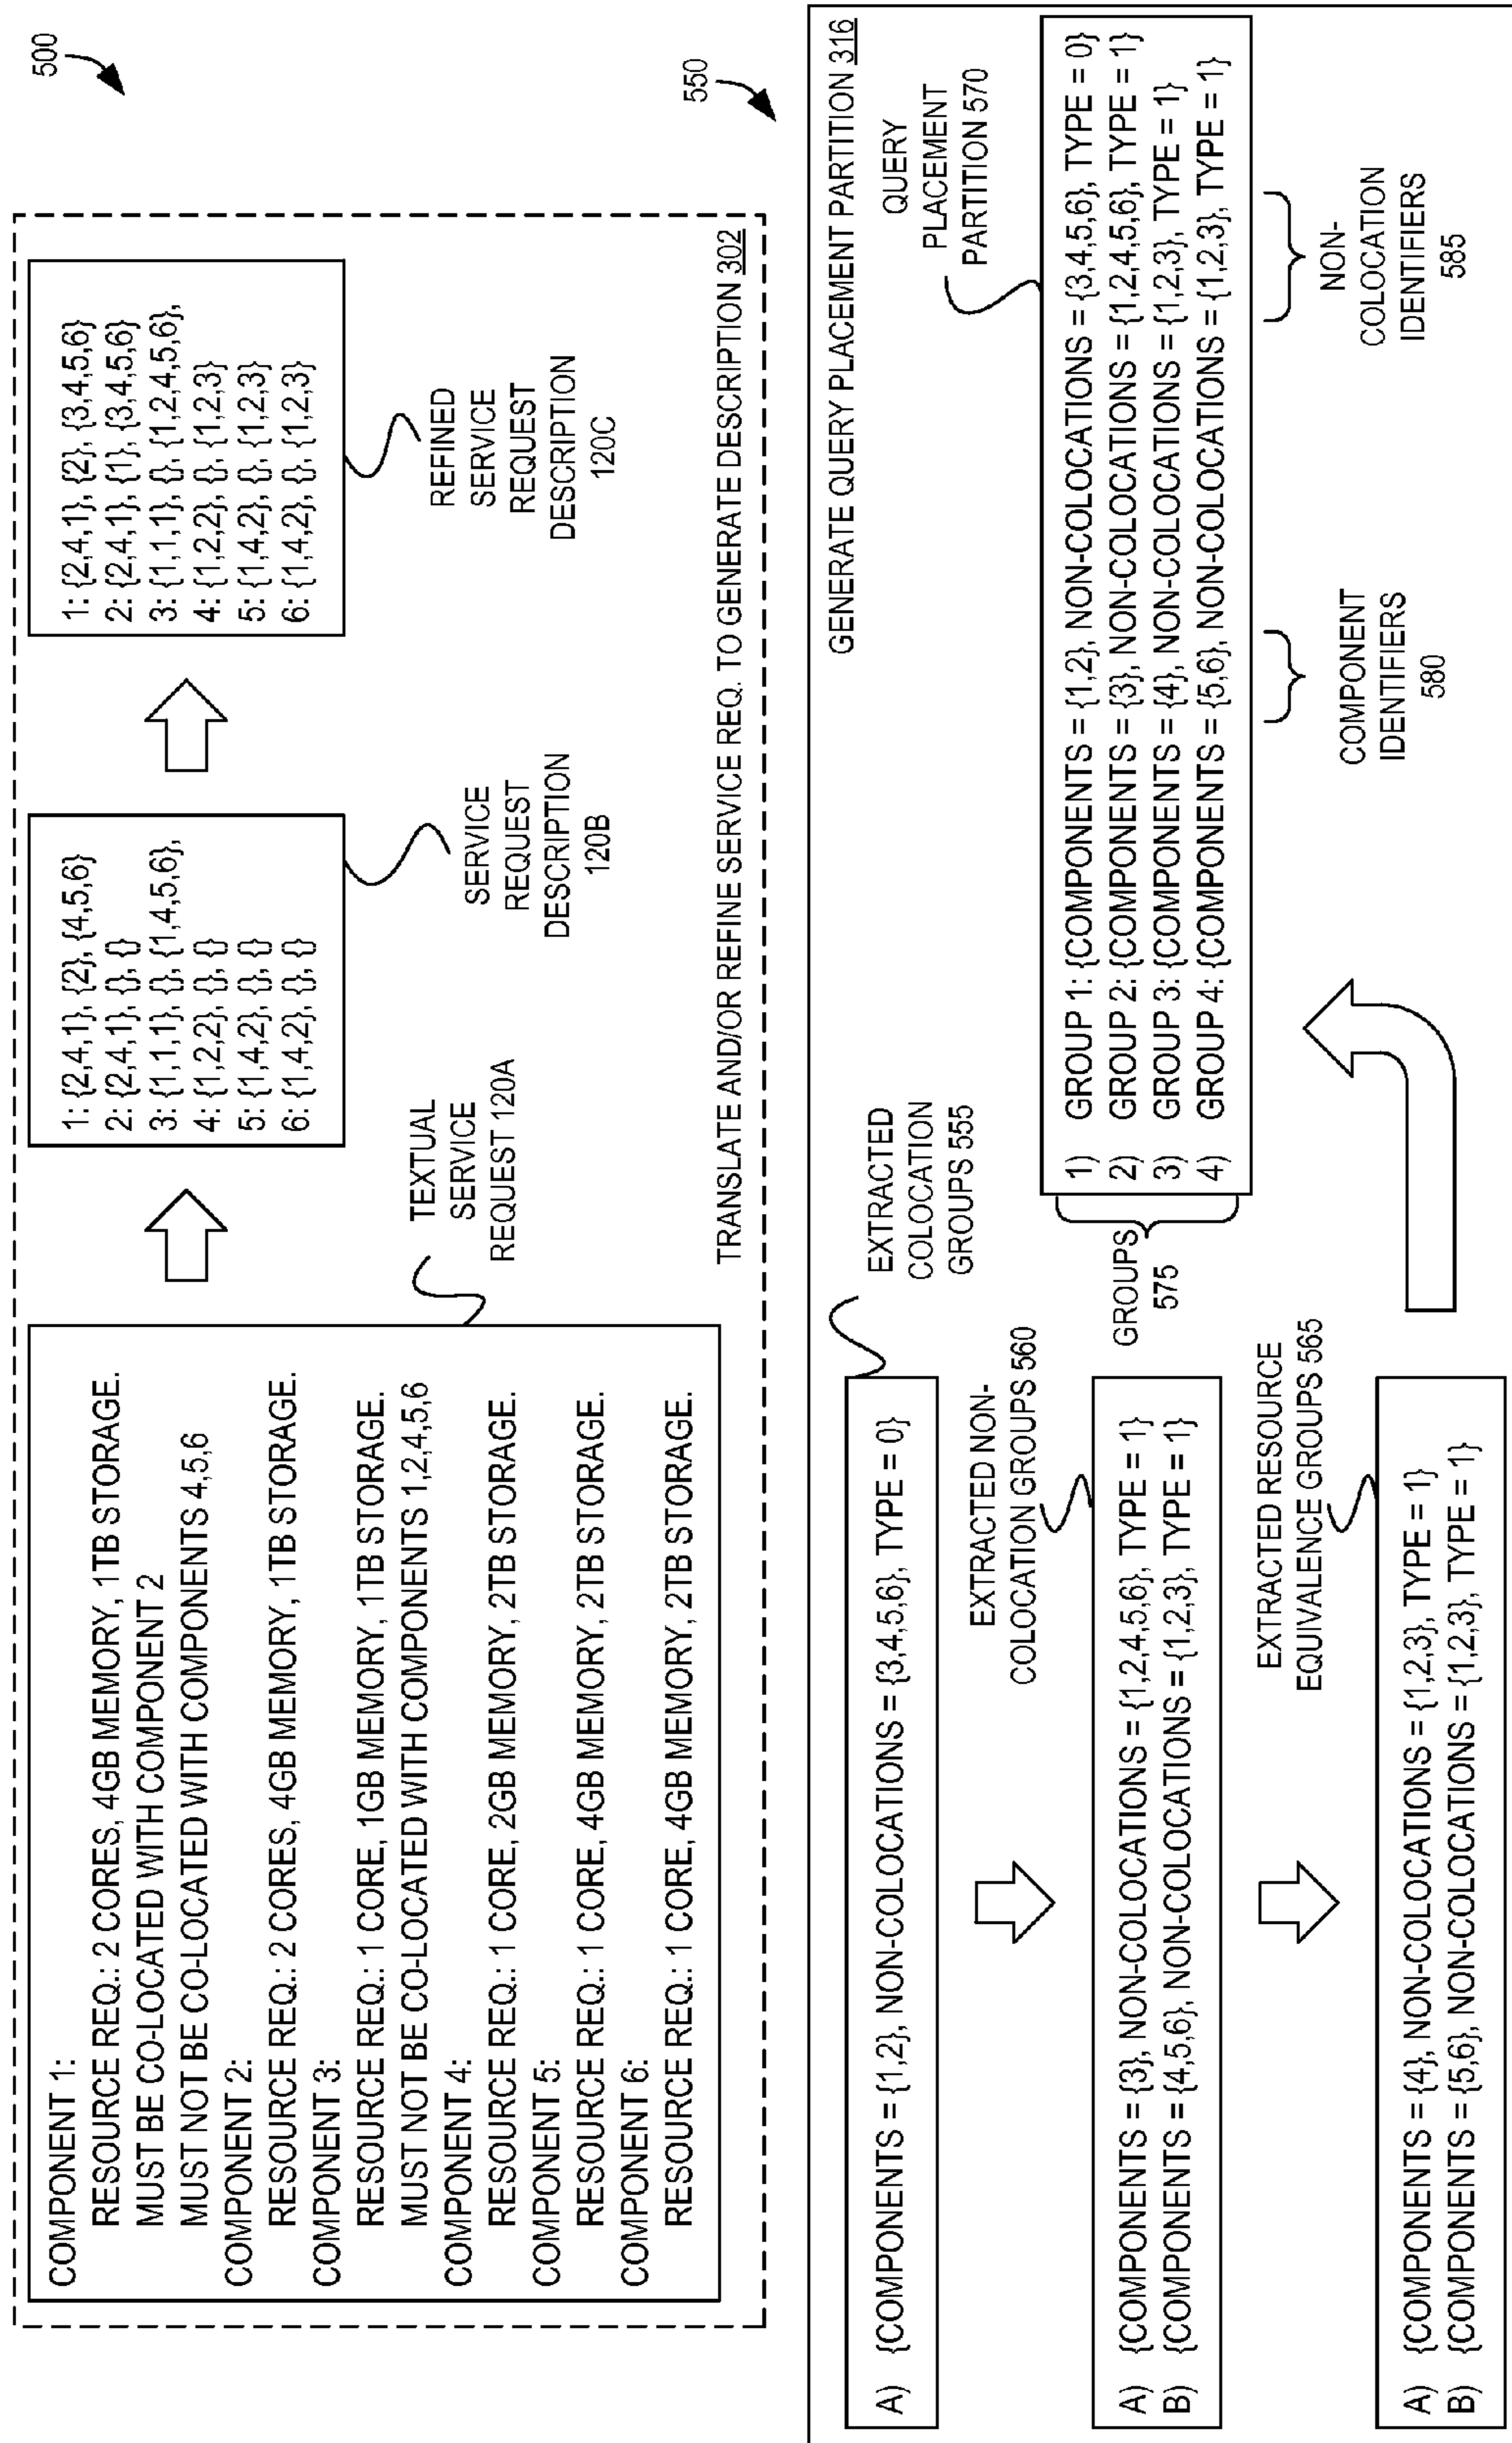 500
COMPONENT 1:
RESOURCE REQ.: 2 CORES, 4GB MEMORY, 1TB STORAGE.
MUST BE CO-LOCATED WITH COMPONENT 2
MUST NOT BE CO-LOCATED WITH COMPONENTS 4,5,6
COMPONENT 2:
RESOURCE REQ.: 2 CORES, 4GB MEMORY, 1TB STORAGE.
COMPONENT 3:
RESOURCE REQ.: 1 CORE, 1GB MEMORY, 1TB STORAGE.
MUST NOT BE CO-LOCATED WITH COMPONENTS 1,2,4,5,6
COMPONENT 4:
RESOURCE REQ.: 1 CORE, 2GB MEMORY, 2TB STORAGE.
COMPONENT 5:
RESOURCE REQ.: 1 CORE, 4GB MEMORY, 2TB STORAGE.
COMPONENT 6:
RESOURCE REQ.: 1 CORE, 4GB MEMORY, 2TB STORAGE.
TEXTUAL
SERVICE
REQUEST 120A
1: {2,4,1}, {2}, {4,5,6}
2: {2,4,1}, {}, {}
3: {1,1,1}, {}, {1,4,5,6},
4: {1,2,2}, {}, {}
5: {1,4,2}, {}, {}
6: {1,4,2}, {}, {}
SERVICE
REQUEST
DESCRIPTION
120B
1: {2,4,1}, {2}, {3,4,5,6}
2: {2,4,1}, {1}, {3,4,5,6}
3: {1,1,1}, {}, {1,2,4,5,6},
4: {1,2,2}, {}, {1,2,3}
5: {1,4,2}, {}, {1,2,3}
6: {1,4,2}, {}, {1,2,3}
REFINED
SERVICE
REQUEST
DESCRIPTION
120C
TRANSLATE AND/OR REFINE SERVICE REQ. TO GENERATE DESCRIPTION 302
550
GENERATE QUERY PLACEMENT PARTITION 316
A) {COMPONENTS = {1,2}, NON-COLOCATIONS = {3,4,5,6}, TYPE = 0}
EXTRACTED
COLOCATION
GROUPS 555
EXTRACTED NON-
COLOCATION GROUPS 560
A) {COMPONENTS = {3}, NON-COLOCATIONS = {1,2,4,5,6}, TYPE = 1}
B) {COMPONENTS = {4,5,6}, NON-COLOCATIONS = {1,2,3}, TYPE = 1}
EXTRACTED RESOURCE
EQUIVALENCE GROUPS 565
A) {COMPONENTS = {4}, NON-COLOCATIONS = {1,2,3}, TYPE = 1}
B) {COMPONENTS = {5,6}, NON-COLOCATIONS = {1,2,3}, TYPE = 1}
QUERY
PLACEMENT
PARTITION 570
GROUPS
575
1) GROUP 1: {COMPONENTS = {1,2}, NON-COLOCATIONS = {3,4,5,6}, TYPE = 0}
2) GROUP 2: {COMPONENTS = {3}, NON-COLOCATIONS = {1,2,4,5,6}, TYPE = 1}
3) GROUP 3: {COMPONENTS = {4}, NON-COLOCATIONS = {1,2,3}, TYPE = 1}
4) GROUP 4: {COMPONENTS = {5,6}, NON-COLOCATIONS = {1,2,3}, TYPE = 1}
COMPONENT
IDENTIFIERS
580
NON-
COLOCATION
IDENTIFIERS
585